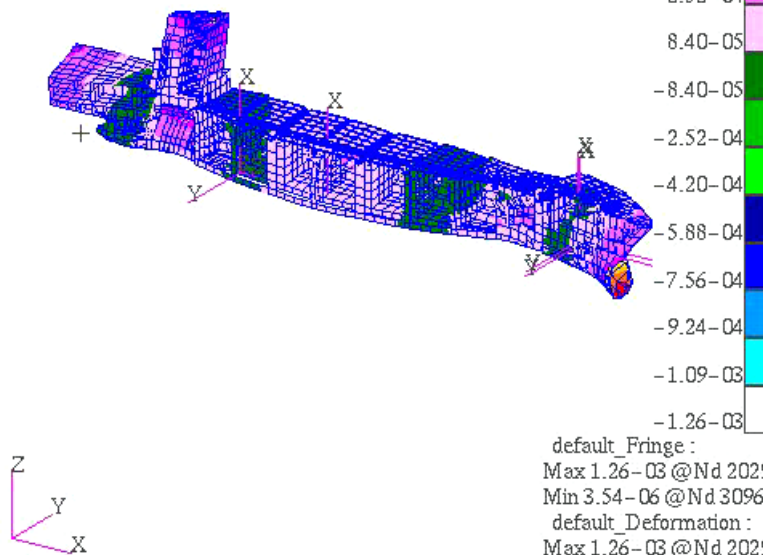 8.40-05
-8.40-05
-2.52-04
-4.20-04
-5.88-04
-7.56-04
-9.24-04
-1.09-03
-1.26-03
X
X
X
Y
Y
default_Fringe :
Max 1.26-03 @Nd 202
Min 3.54-06 @Nd 3096
default_Deformation :
Max 1.26-03 @Nd 202
Z
Y
X